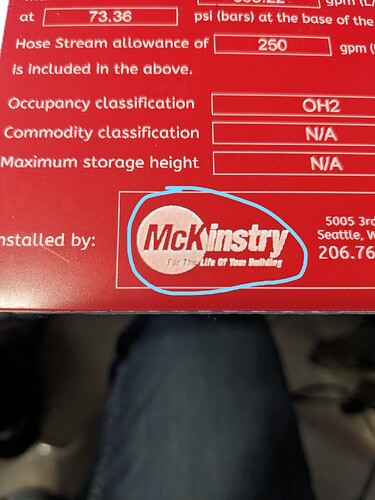 at 73.36 psi (bars) at the base of the
Hose Stream allowance of 250 gpm
is included in the above.
Occupancy classification OH2
Commodity classification N/A
Maximum storage height N/A
nstalled by:
McKinstry
For The Life Of Your Building
5005 3rd
Seattle, W
206.76